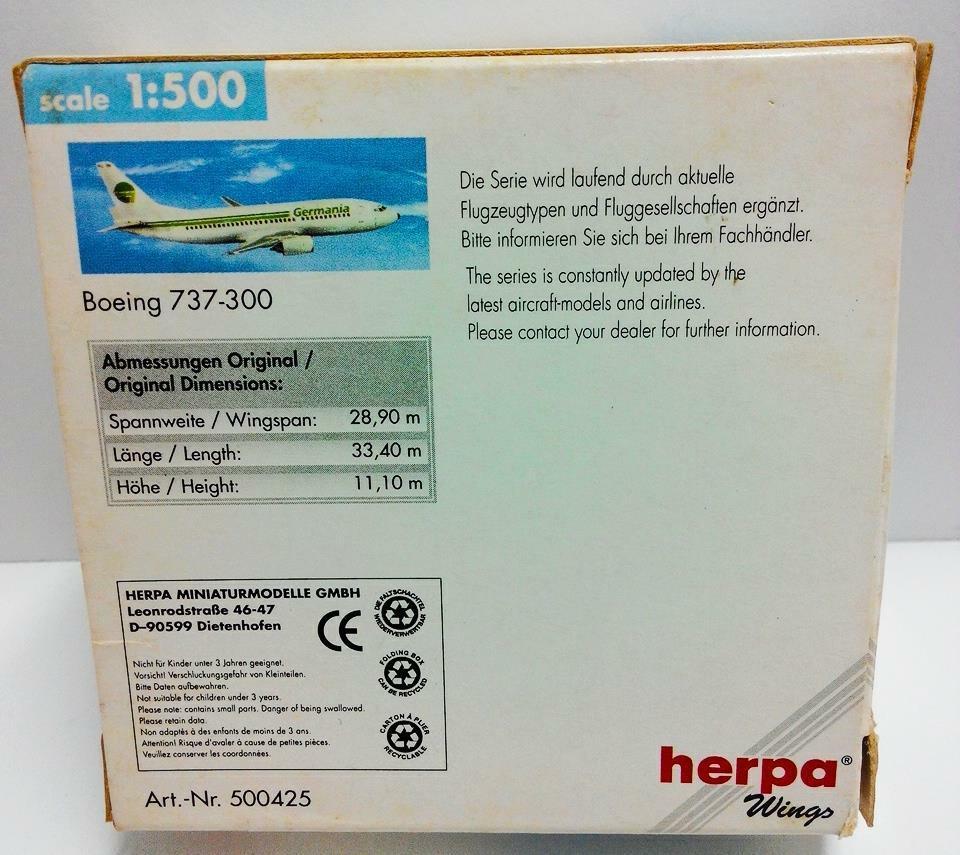 scale 1:500
Germania
Boeing 737-300
Abmessungen Original /
Original Dimensions:
Spannweite / Wingspan: 28,90 m
Länge / Length: 33,40 m
Höhe / Height: 11,10 m
Die Serie wird laufend durch aktuelle
Flugzeugtypen und Fluggesellschaften ergänzt.
Bitte informieren Sie sich bei Ihrem Fachhändler.
The series is constantly updated by the
latest aircraft-models and airlines.
Please contact your dealer for further information.
HERPA MINIATURMODELLE GMBH
Leonrodstraße 46-47
D-90599 Dietenhofen
CE
DIE FALTSCHACHTEL
WIEDERVERWERTBAR
FOLDING BOX
CAN BE RECYCLED
CARTON À PLIER
RECYCLABLE
Nicht für Kinder unter 3 Jahren geeignet.
Vorsicht! Verschluckungsgefahr von Kleinteilen.
Bitte Daten aufbewahren.
Not suitable for children under 3 years.
Please note: contains small parts. Danger of being swallowed.
Please retain data.
Non adaptés à des enfants de moins de 3 ans.
Attention! Risque d'avaler à cause de petites pièces.
Veuillez conserver les coordonnées.
Art.-Nr. 500425
herpa®
Wings